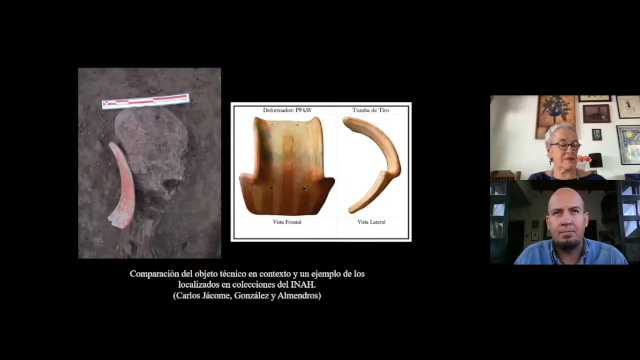 Deformador: PF638
Tumba de Tiro
Vista Frontal
Vista Lateral
Comparación del objeto técnico en contexto y un ejemplo de los
localizados en colecciones del INAH.
(Carlos Jácome, González y Almendros)